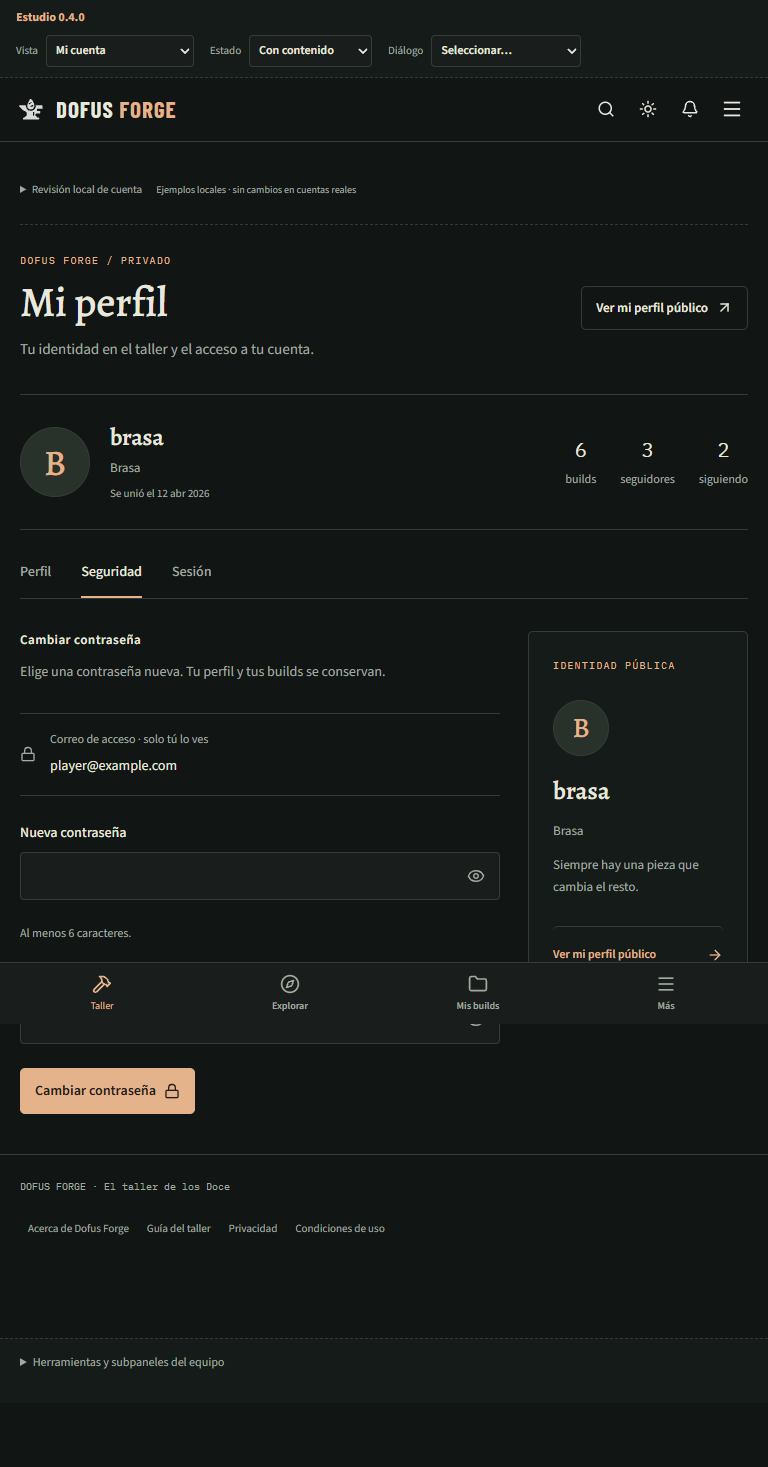 Estudio 0.4.0
Vista Mi cuenta Estado Con contenido Diálogo Seleccionar...
DOFUS FORGE
Revisión local de cuenta Ejemplos locales · sin cambios en cuentas reales
DOFUS FORGE / PRIVADO
Mi perfil
Ver mi perfil público
Tu identidad en el taller y el acceso a tu cuenta.
B
brasa
Brasa
Se unió el 12 abr 2026
6 3 2
builds seguidores siguiendo
Perfil Seguridad Sesión
Cambiar contraseña
Elige una contraseña nueva. Tu perfil y tus builds se conservan.
Correo de acceso · solo tú lo ves
player@example.com
Nueva contraseña
Al menos 6 caracteres.
IDENTIDAD PÚBLICA
B
brasa
Brasa
Siempre hay una pieza que
cambia el resto.
Ver mi perfil público
Taller Explorar Mis builds Más
Cambiar contraseña
DOFUS FORGE · El taller de los Doce
Acerca de Dofus Forge Guía del taller Privacidad Condiciones de uso
Herramientas y subpaneles del equipo